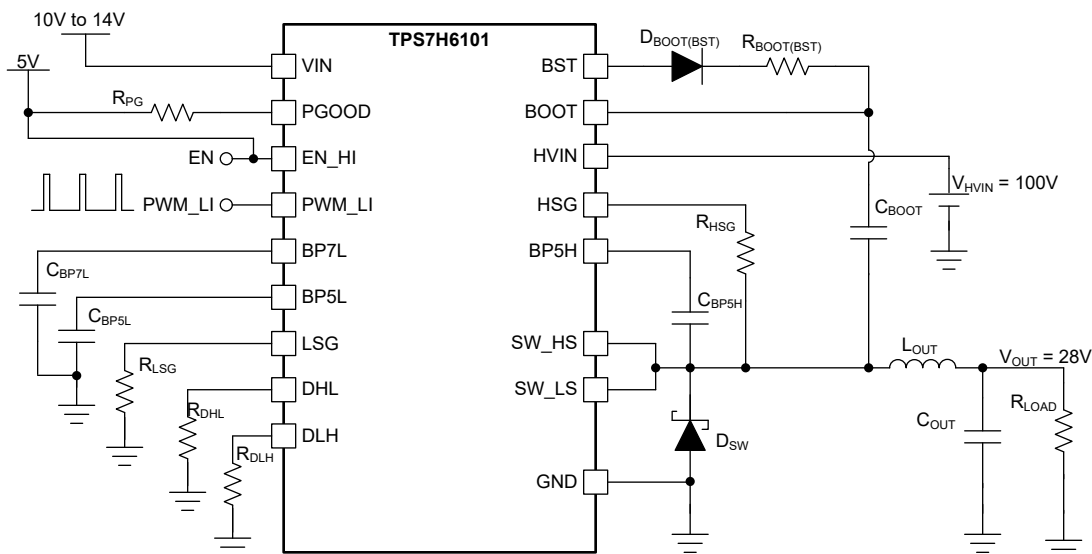 10V to 14V
5V
TPS7H6101
VIN
PGOOD
EN_HI
PWM_LI
BP7L
BP5L
LSG
DHL
DLH
BST
BOOT
HVIN
HSG
BP5H
SW_HS
SW_LS
GND
RPG
EN
PWM_LI
CBP7L
CBP5L
RLSG
RDHL
RDLH
DBOOT(BST)
RBOOT(BST)
VHVIN = 100V
CBOOT
RHSG
CBP5H
LOUT
VOUT = 28V
DSW
COUT
RLOAD